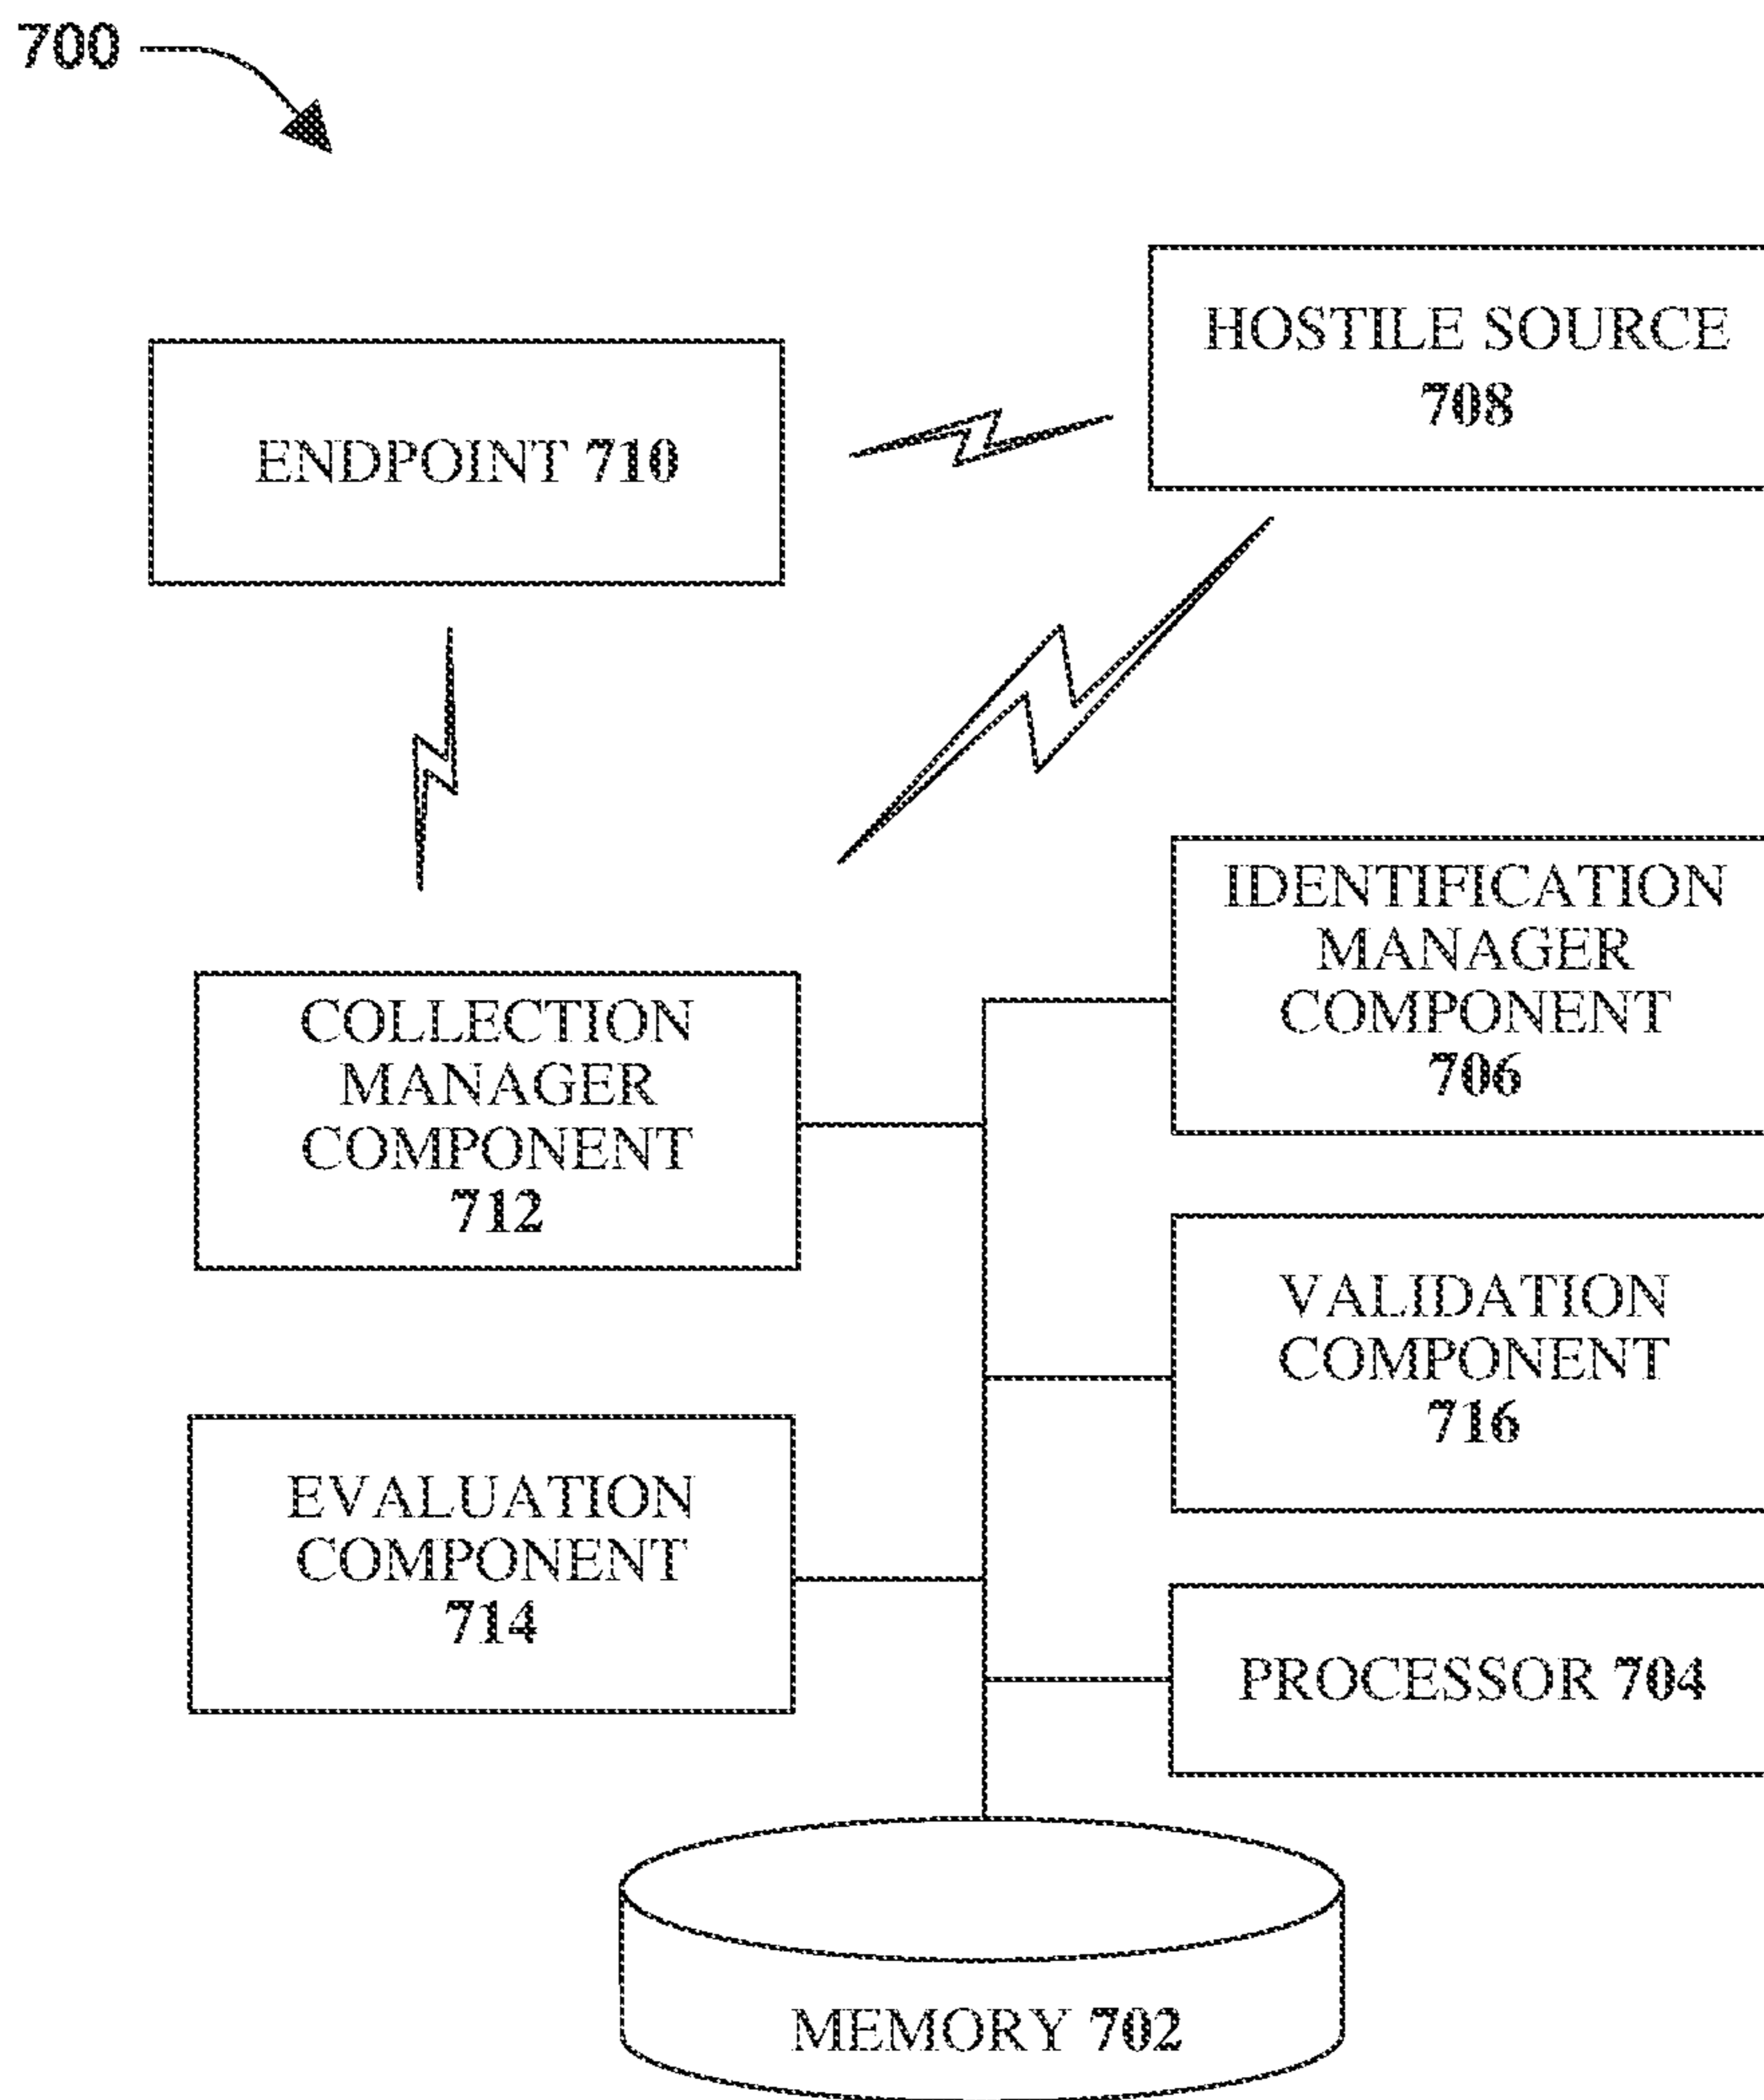 700
HOSTILE SOURCE
708
ENDPOINT 710
IDENTIFICATION
MANAGER
COMPONENT
706
COLLECTION
MANAGER
COMPONENT
712
VALIDATION
COMPONENT
716
EVALUATION
COMPONENT
714
PROCESSOR 704
MEMORY 702